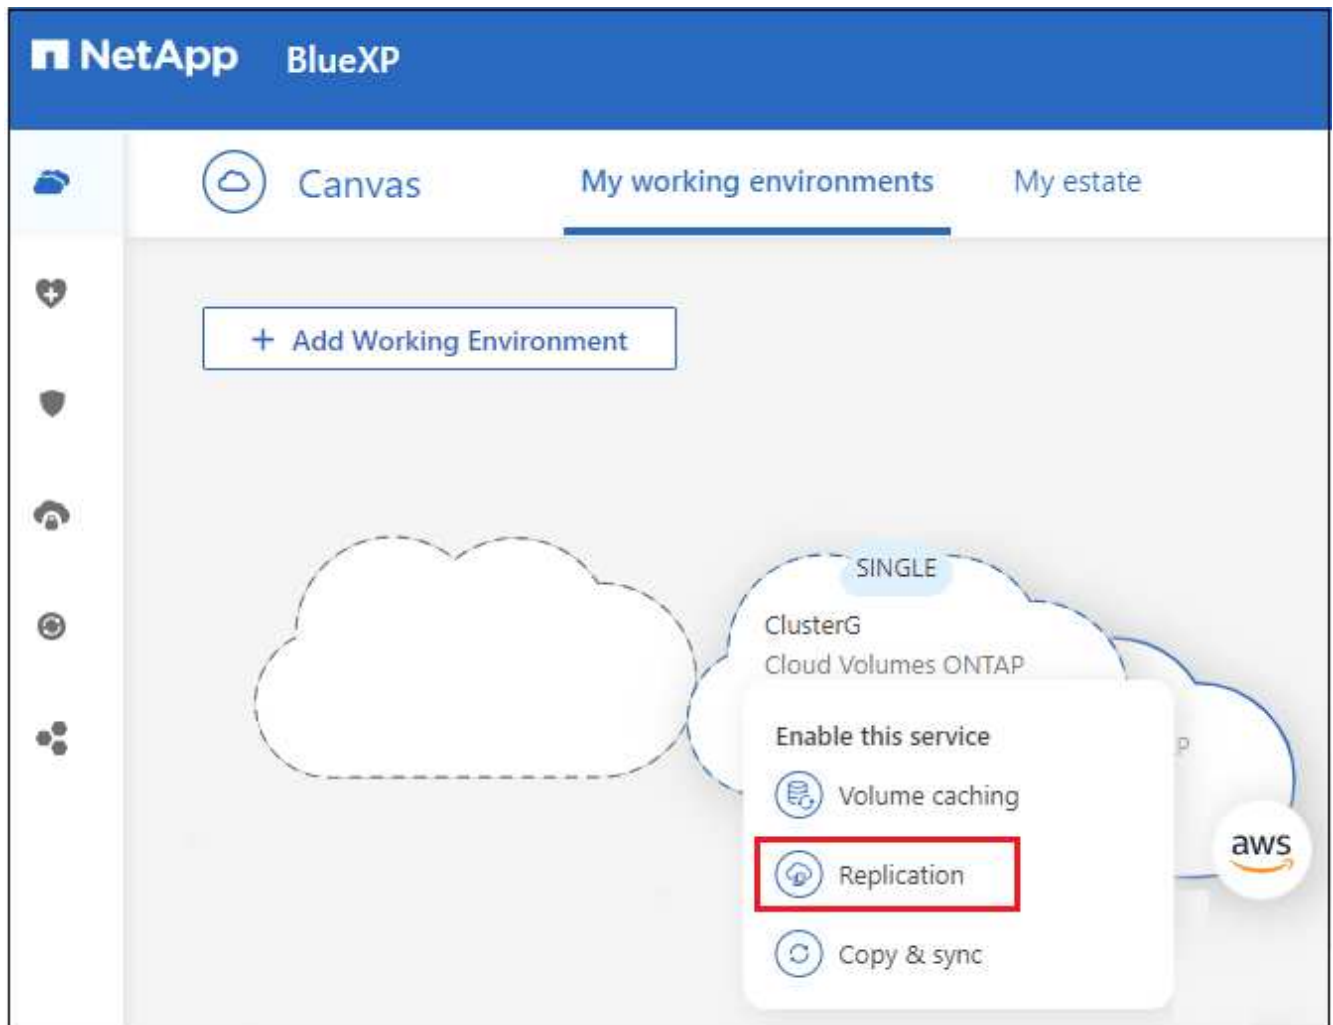 NetApp BlueXP
Canvas My working environments My estate
+ Add Working Environment
SINGLE
ClusterG
Cloud Volumes ONTAP
Enable this service
P
Volume caching
aws
Replication
Copy & sync